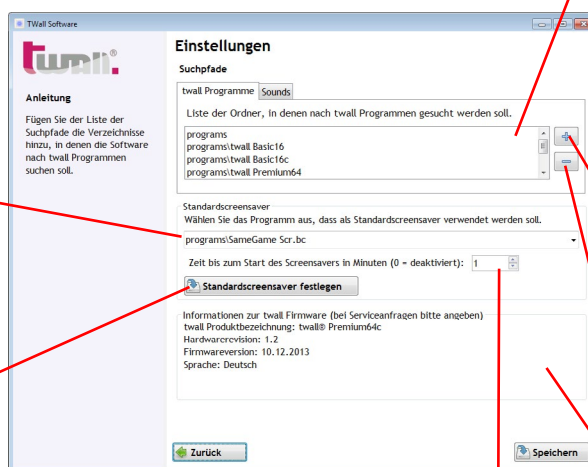 TWall Software
twall®
Anleitung
Fügen Sie der Liste der
Suchpfade die Verzeichnisse
hinzu, in denen die Software
nach twall Programmen
suchen soll.
Einstellungen
Suchpfade
twall Programme
Sounds
Liste der Ordner, in denen nach twall Programmen gesucht werden soll.
programs
programs\twall Basic16
programs\twall Basic16c
programs\twall Premium64
Standardscreensaver
Wählen Sie das Programm aus, dass als Standardscreensaver verwendet werden soll.
programs\SameGame Scr.bc
Zeit bis zum Start des Screensavers in Minuten (0 = deaktiviert): 1
Standardscreensaver festlegen
Informationen zur twall Firmware (bei Serviceanfragen bitte angeben)
twall Produktbezeichnung: twall® Premium64c
Hardwarerevision: 1.2
Firmwareversion: 10.12.2013
Sprache: Deutsch
Zurück
Speichern